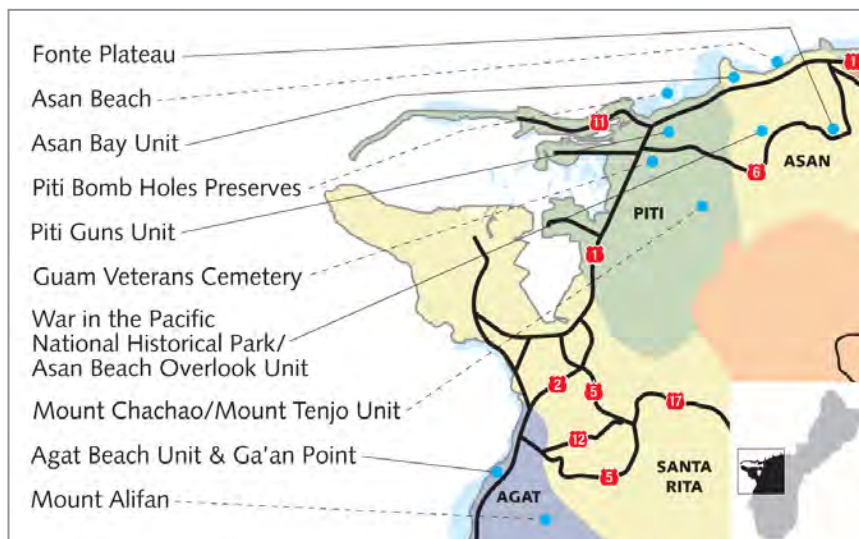 Fonte Plateau
Asan Beach
Asan Bay Unit
Piti Bomb Holes Preserves
Piti Guns Unit
Guam Veterans Cemetery
War in the Pacific
National Historical Park/
Asan Beach Overlook Unit
Mount Chachao/Mount Tenjo Unit
Agat Beach Unit & Ga'an Point
Mount Alifan
1
11
ASAN
6
PITI
1
2
5
17
12
5
SANTA
RITA
AGAT